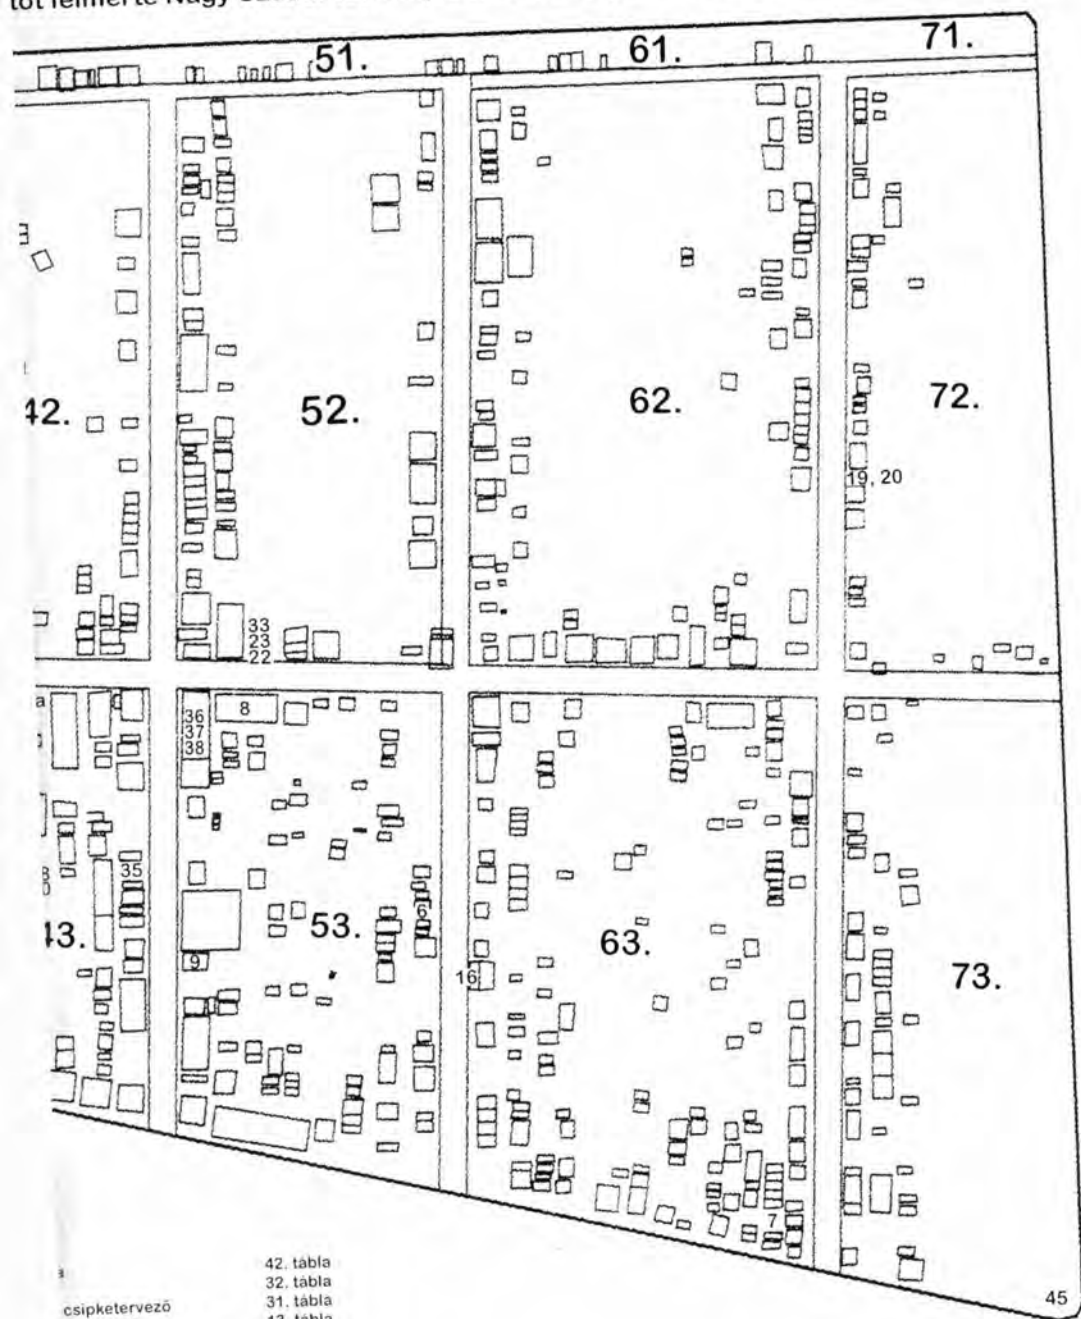 51. 61. 71.
42. 52. 62. 72.
19, 20
33
23
22
36
37
38
8
35
6
43. 53. 63. 73.
9
16
7
45
42. tábla
32. tábla
31. tábla
csipketervező